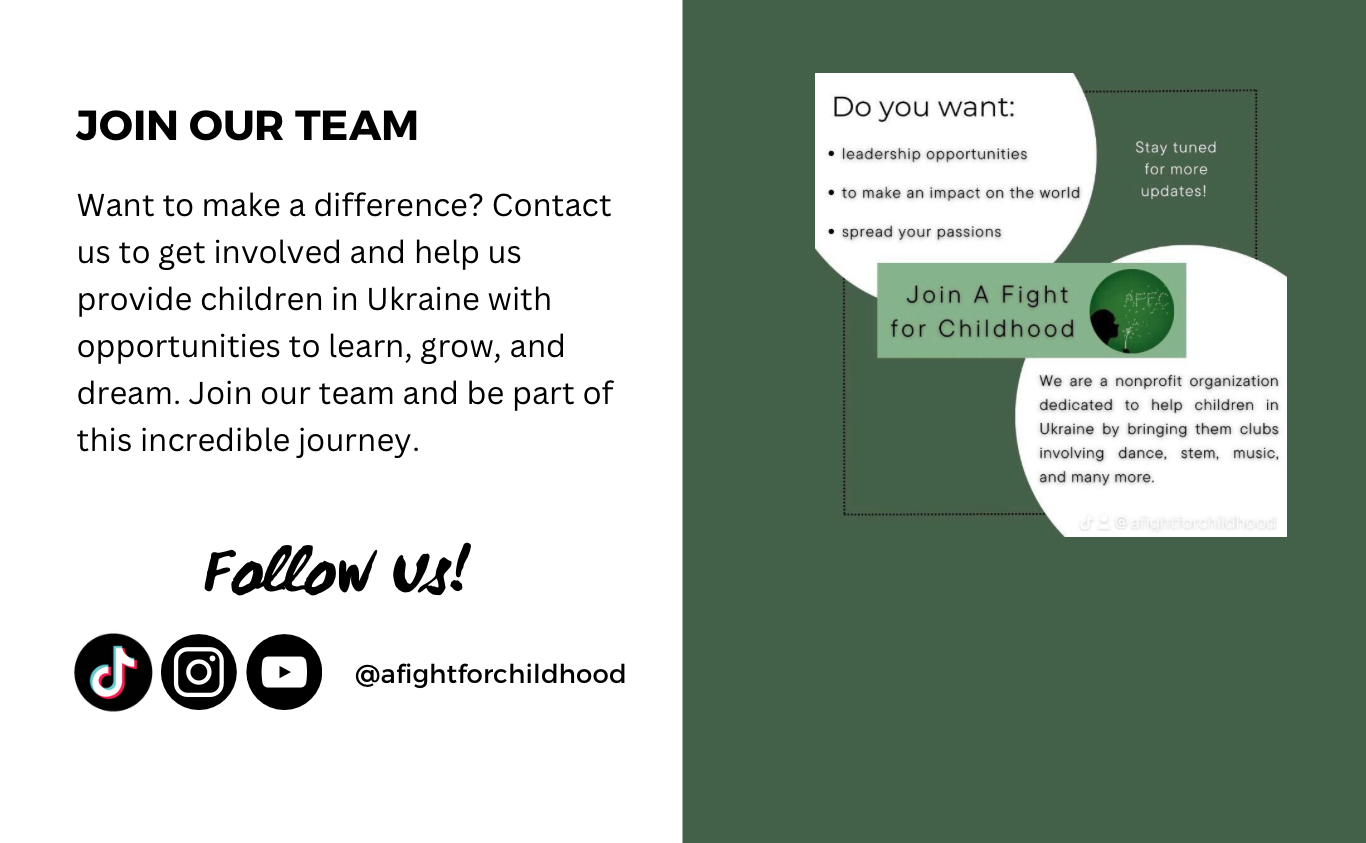 JOIN OUR TEAM
Want to make a difference? Contact
us to get involved and help us
provide children in Ukraine with
opportunities to learn, grow, and
dream. Join our team and be part of
this incredible journey.
Follow us!
@afightforchildhood
Do you want:
• leadership opportunities
• to make an impact on the world
• spread your passions
Stay tuned
for more
updates!
Join A Fight
for Childhood
AFFC
We are a nonprofit organization
dedicated to help children in
Ukraine by bringing them clubs
involving dance, stem, music,
and many more.
@afightforchildhood